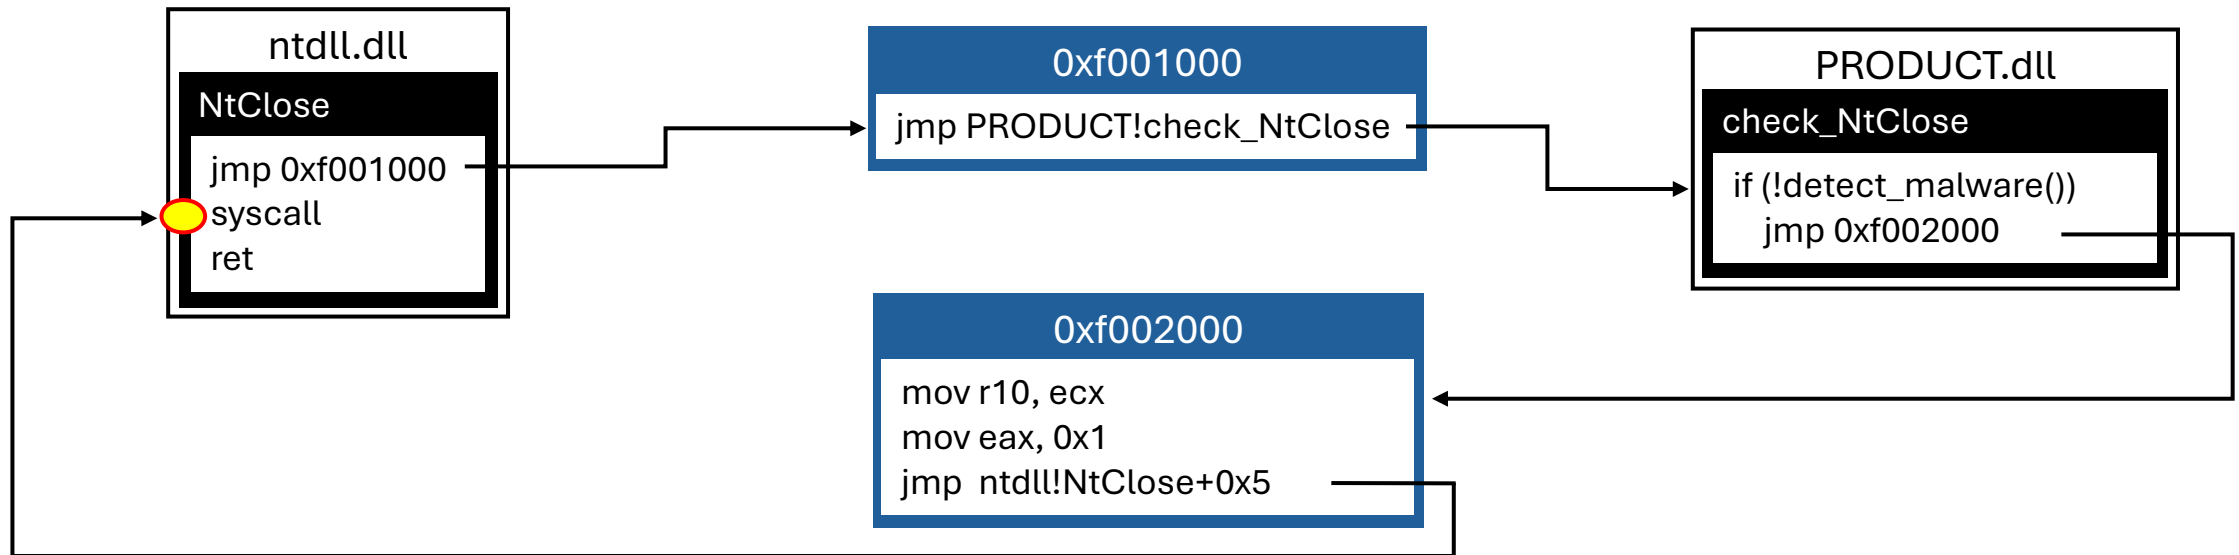 ntdll.dll
NtClose
jmp 0xf001000
syscall
ret
0xf001000
jmp PRODUCT!check_NtClose
PRODUCT.dll
check_NtClose
if (!detect_malware())
jmp 0xf002000
0xf002000
mov r10, ecx
mov eax, 0x1
jmp ntdll!NtClose+0x5